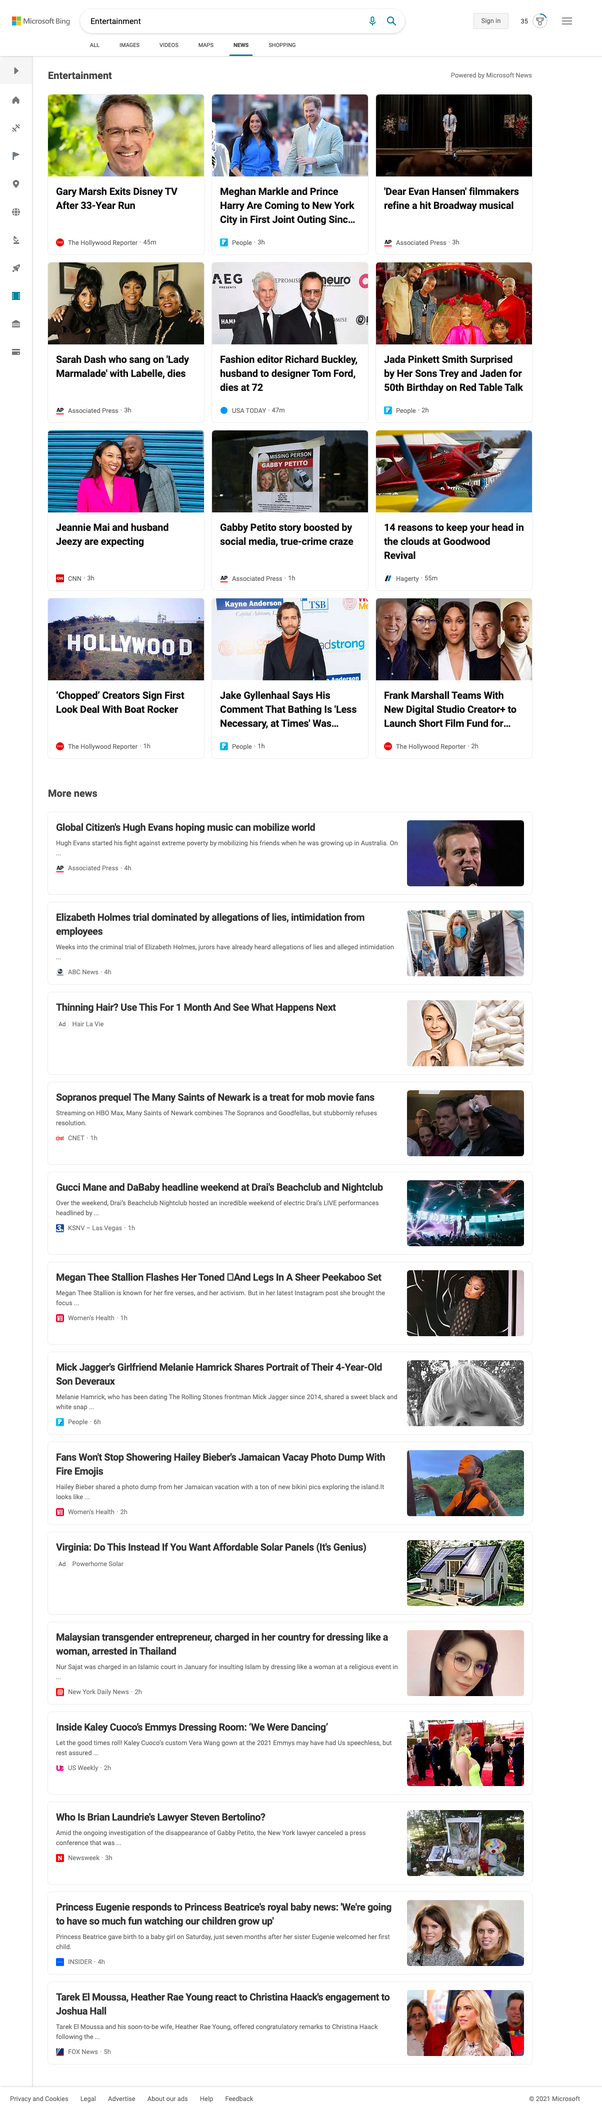 Microsoft Bing
Entertainment
Sign in
35
ALL
IMAGES
VIDEOS
MAPS
NEWS
SHOPPING
Entertainment
Powered by Microsoft News
Gary Marsh Exits Disney TV
After 33-Year Run
The Hollywood Reporter · 45m
Meghan Markle and Prince
Harry Are Coming to New York
City in First Joint Outing Sinc...
People · 3h
'Dear Evan Hansen' filmmakers
refine a hit Broadway musical
AP Associated Press · 3h
Sarah Dash who sang on 'Lady
Marmalade' with Labelle, dies
AP Associated Press · 3h
AEG
PRESENTS
PROMISE
neuro
HAMI
MISE
Fashion editor Richard Buckley,
husband to designer Tom Ford,
dies at 72
USA TODAY · 47m
Jada Pinkett Smith Surprised
by Her Sons Trey and Jaden for
50th Birthday on Red Table Talk
People · 2h
Jeannie Mai and husband
Jeezy are expecting
CNN · 3h
MISSING PERSON
GABBY PETITO
Gabby Petito story boosted by
social media, true-crime craze
AP Associated Press · 1h
14 reasons to keep your head in
the clouds at Goodwood
Revival
Hagerty · 55m
HOLLYWOOD
'Chopped' Creators Sign First
Look Deal With Boat Rocker
The Hollywood Reporter · 1h
Kayne Anderson
TSB
adstrong
Anderson
Jake Gyllenhaal Says His
Comment That Bathing Is 'Less
Necessary, at Times' Was...
People · 1h
Frank Marshall Teams With
New Digital Studio Creator+ to
Launch Short Film Fund for...
The Hollywood Reporter · 2h
More news
Global Citizen's Hugh Evans hoping music can mobilize world
Hugh Evans started his fight against extreme poverty by mobilizing his friends when he was growing up in Australia. On
...
AP Associated Press · 4h
Elizabeth Holmes trial dominated by allegations of lies, intimidation from
employees
Weeks into the criminal trial of Elizabeth Holmes, jurors have already heard allegations of lies and alleged intimidation
...
ABC News · 4h
Thinning Hair? Use This For 1 Month And See What Happens Next
Ad Hair La Vie
Sopranos prequel The Many Saints of Newark is a treat for mob movie fans
Streaming on HBO Max, Many Saints of Newark combines The Sopranos and Goodfellas, but stubbornly refuses
resolution.
CNET · 1h
Gucci Mane and DaBaby headline weekend at Drai's Beachclub and Nightclub
Over the weekend, Drai's Beachclub Nightclub hosted an incredible weekend of electric Drai's LIVE performances
headlined by ...
3 KSNV – Las Vegas · 1h
Megan Thee Stallion Flashes Her Toned □And Legs In A Sheer Peekaboo Set
Megan Thee Stallion is known for her fire verses, and her activism. But in her latest Instagram post she brought the
focus ...
Women's Health · 1h
Mick Jagger's Girlfriend Melanie Hamrick Shares Portrait of Their 4-Year-Old
Son Deveraux
Melanie Hamrick, who has been dating The Rolling Stones frontman Mick Jagger since 2014, shared a sweet black and
white snap ...
People · 6h
Fans Won't Stop Showering Hailey Bieber's Jamaican Vacay Photo Dump With
Fire Emojis
Hailey Bieber shared a photo dump from her Jamaican vacation with a ton of new bikini pics exploring the island.It
looks like ...
Women's Health · 2h
Virginia: Do This Instead If You Want Affordable Solar Panels (It's Genius)
Ad Powerhome Solar
Malaysian transgender entrepreneur, charged in her country for dressing like a
woman, arrested in Thailand
Nur Sajat was charged in an Islamic court in January for insulting Islam by dressing like a woman at a religious event in
...
New York Daily News · 2h
Inside Kaley Cuoco's Emmys Dressing Room: 'We Were Dancing'
Let the good times roll! Kaley Cuoco's custom Vera Wang gown at the 2021 Emmys may have had Us speechless, but
rest assured ...
US Weekly · 2h
Who Is Brian Laundrie's Lawyer Steven Bertolino?
Amid the ongoing investigation of the disappearance of Gabby Petito, the New York lawyer canceled a press
conference that was ...
N Newsweek · 3h
Princess Eugenie responds to Princess Beatrice's royal baby news: 'We're going
to have so much fun watching our children grow up'
Princess Beatrice gave birth to a baby girl on Saturday, just seven months after her sister Eugenie welcomed her first
child.
INSIDER · 4h
Tarek El Moussa, Heather Rae Young react to Christina Haack's engagement to
Joshua Hall
Tarek El Moussa and his soon-to-be wife, Heather Rae Young, offered congratulatory remarks to Christina Haack
following the ...
FOX News · 5h
Privacy and Cookies
Legal
Advertise
About our ads
Help
Feedback
© 2021 Microsoft